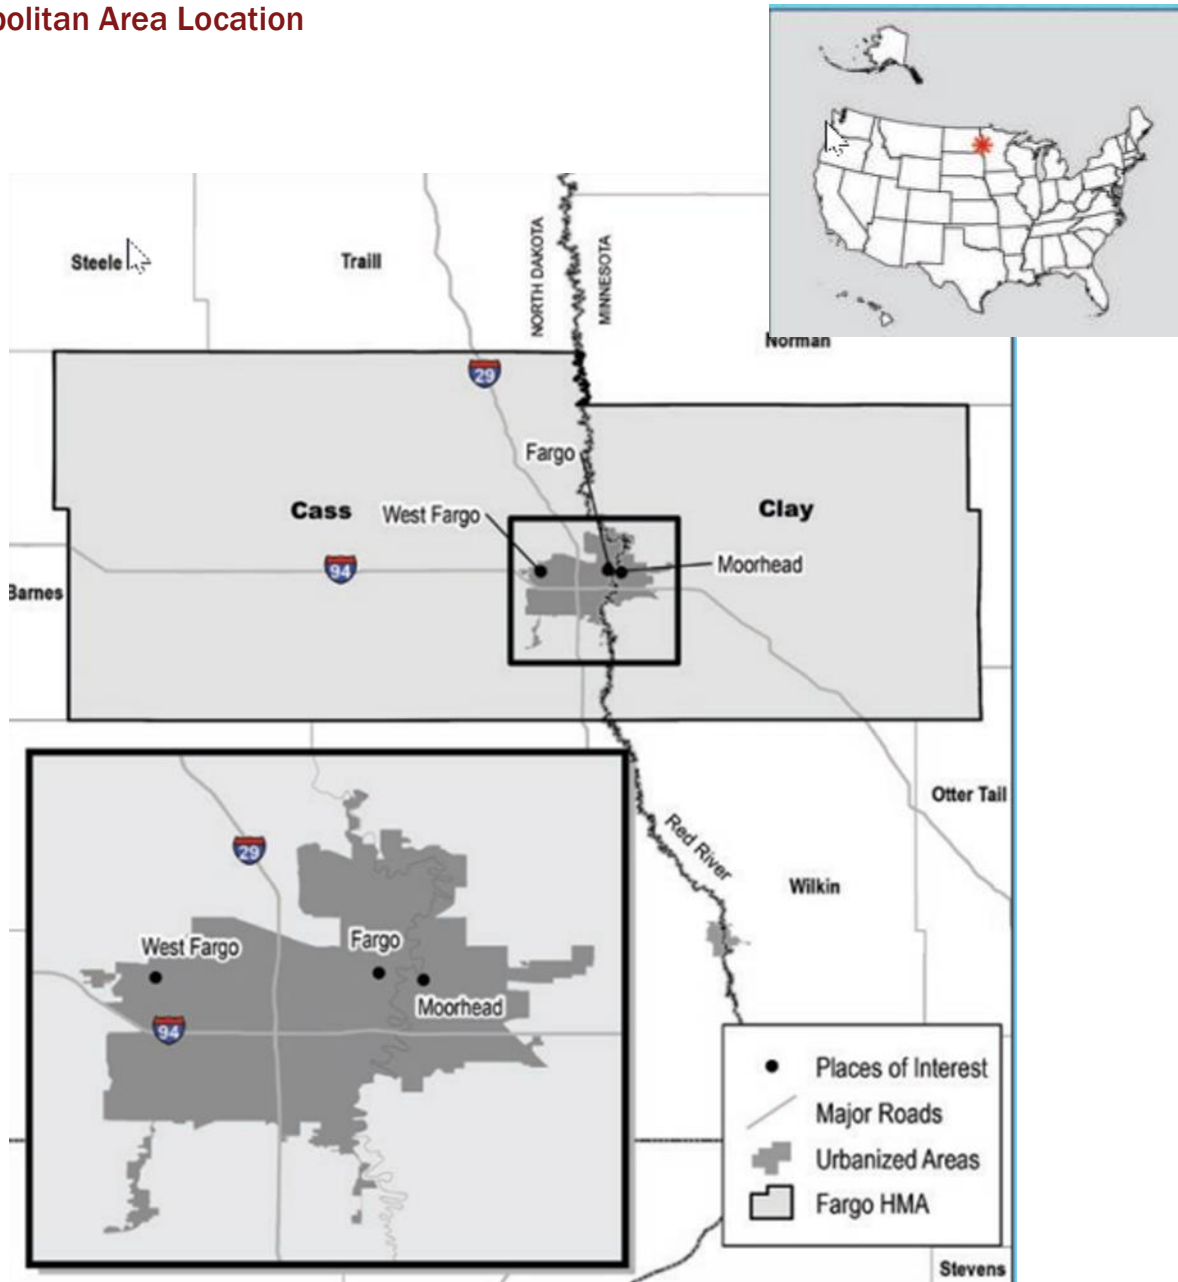 politan Area Location
NORTH DAKOTA
MINNESOTA
Steele
Traill
Norman
29
Fargo
Cass
West Fargo
Clay
94
Moorhead
Barnes
Otter Tail
Red River
Wilkin
29
West Fargo
Fargo
Moorhead
94
Places of Interest
Major Roads
Urbanized Areas
Fargo HMA
Stevens